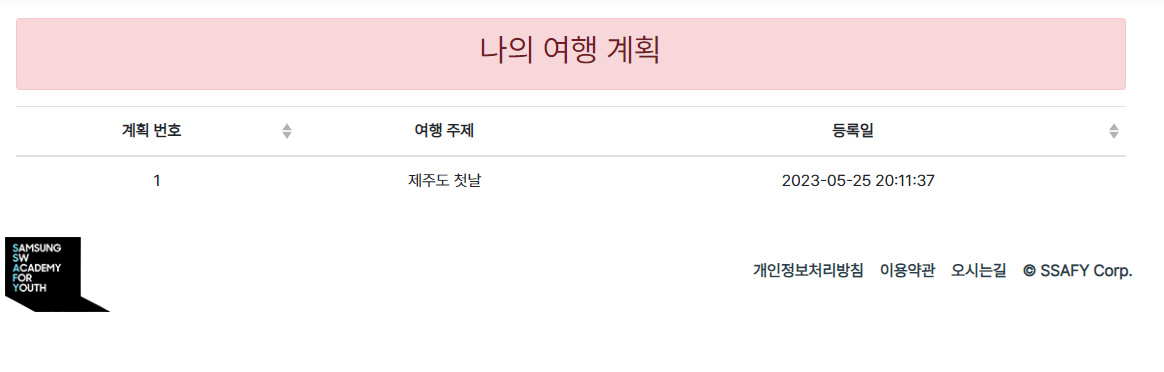 나의 여행 계획
계획 번호 여행 주제 등록일
1 제주도 첫날 2023-05-25 20:11:37
SAMSUNG
SW
ACADEMY
FOR
YOUTH
개인정보처리방침 이용약관 오시는길 © SSAFY Corp.